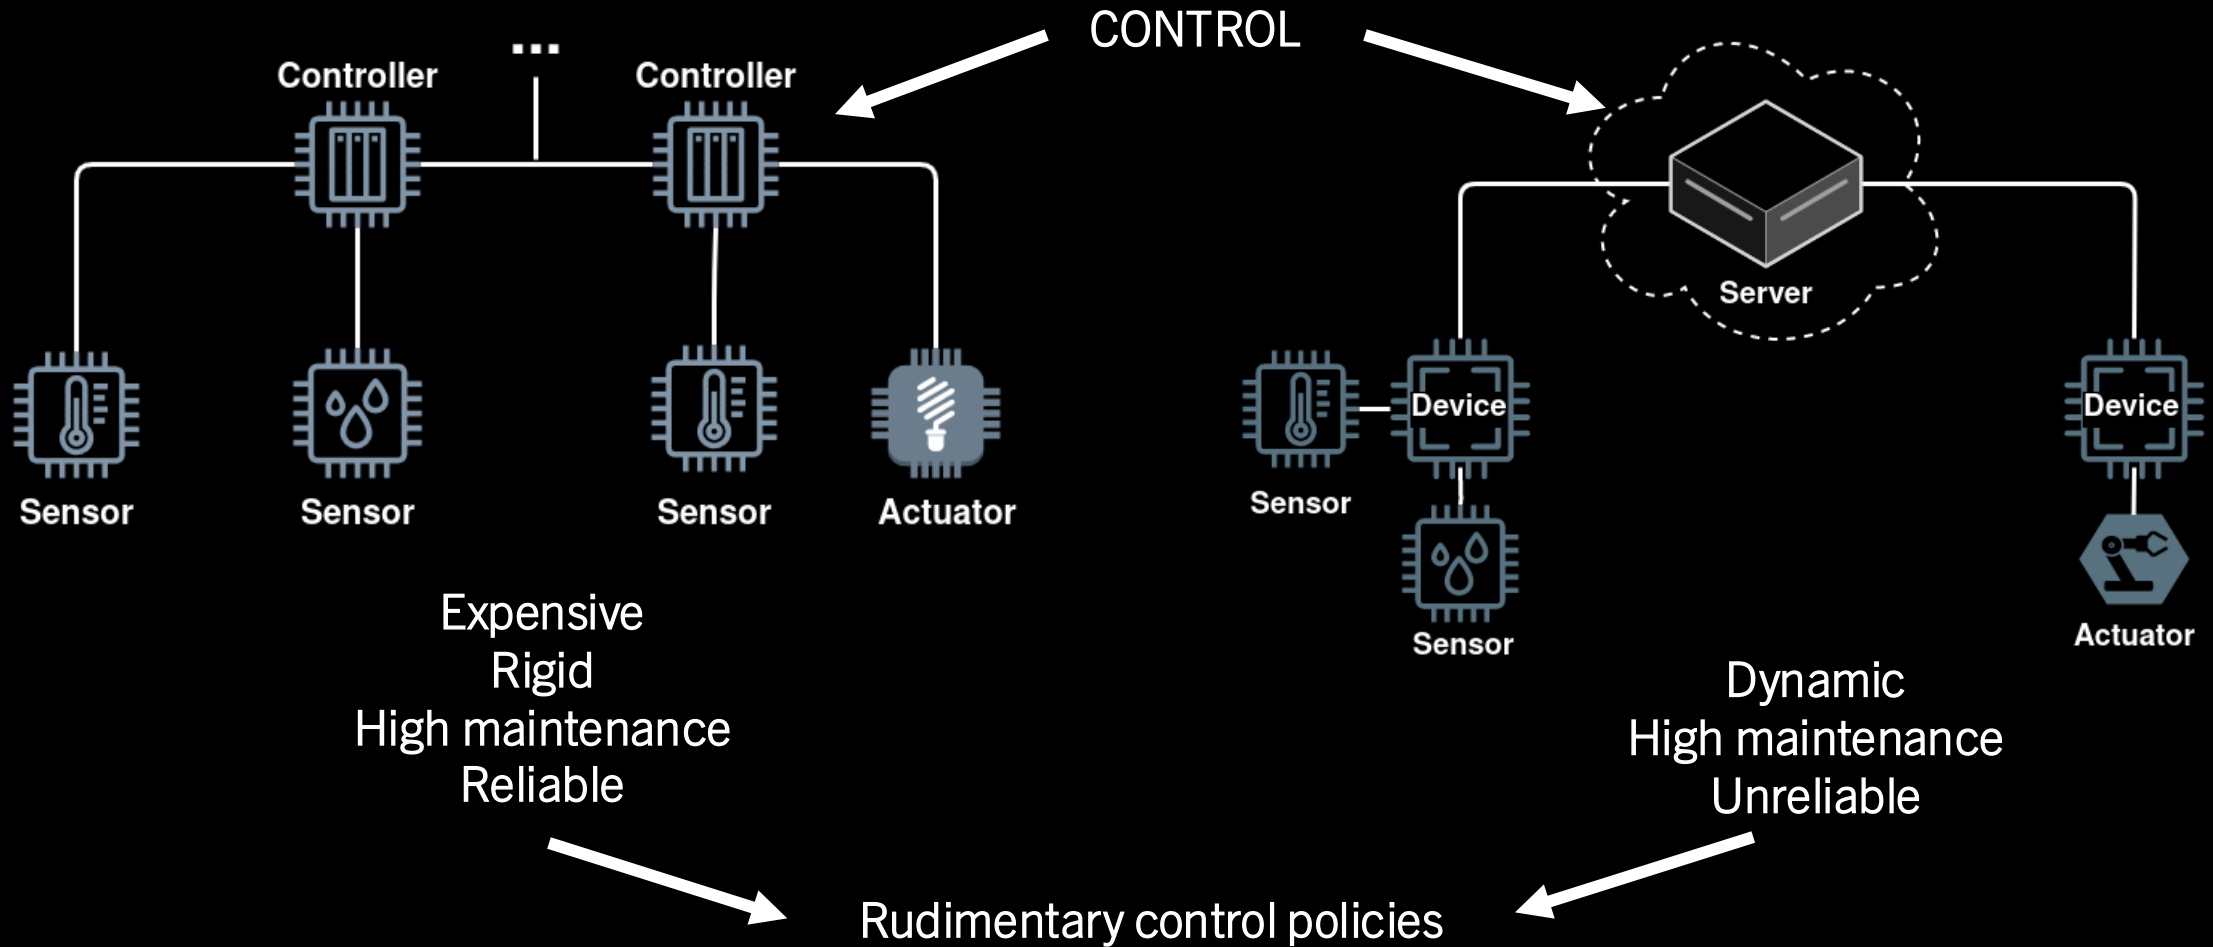 CONTROL
...
Controller
Controller
Server
Device
Device
Sensor
Sensor
Sensor
Sensor
Actuator
Sensor
Actuator
Expensive
Rigid
High maintenance
Reliable
Dynamic
High maintenance
Unreliable
Rudimentary control policies